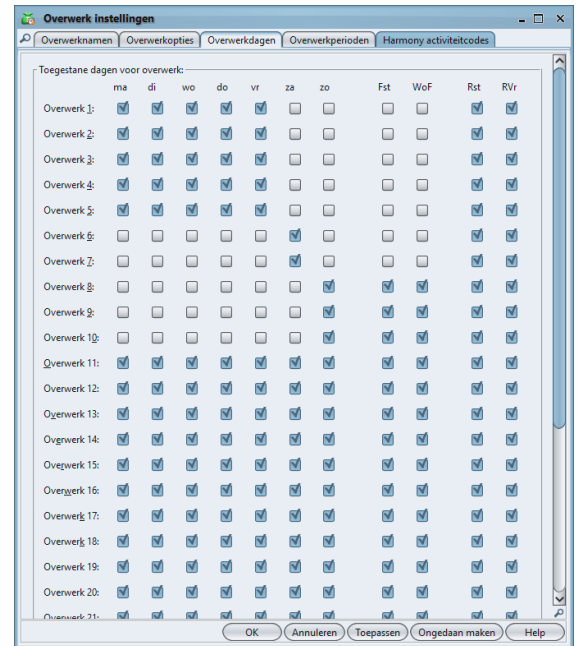 Overwerk instellingen
Overwerknamen Overwerkopties Overwerkdagen Overwerkperioden Harmony activiteitcodes
Toegestane dagen voor overwerk:
ma di wo do vr za zo Fst WoF Rst RVr
Overwerk 1:
Overwerk 2:
Overwerk 3:
Overwerk 4:
Overwerk 5:
Overwerk 6:
Overwerk 7:
Overwerk 8:
Overwerk 9:
Overwerk 10:
Overwerk 11:
Overwerk 12:
Overwerk 13:
Overwerk 14:
Overwerk 15:
Overwerk 16:
Overwerk 17:
Overwerk 18:
Overwerk 19:
Overwerk 20:
Overwerk 21:
OK Annuleren Toepassen Ongedaan maken Help